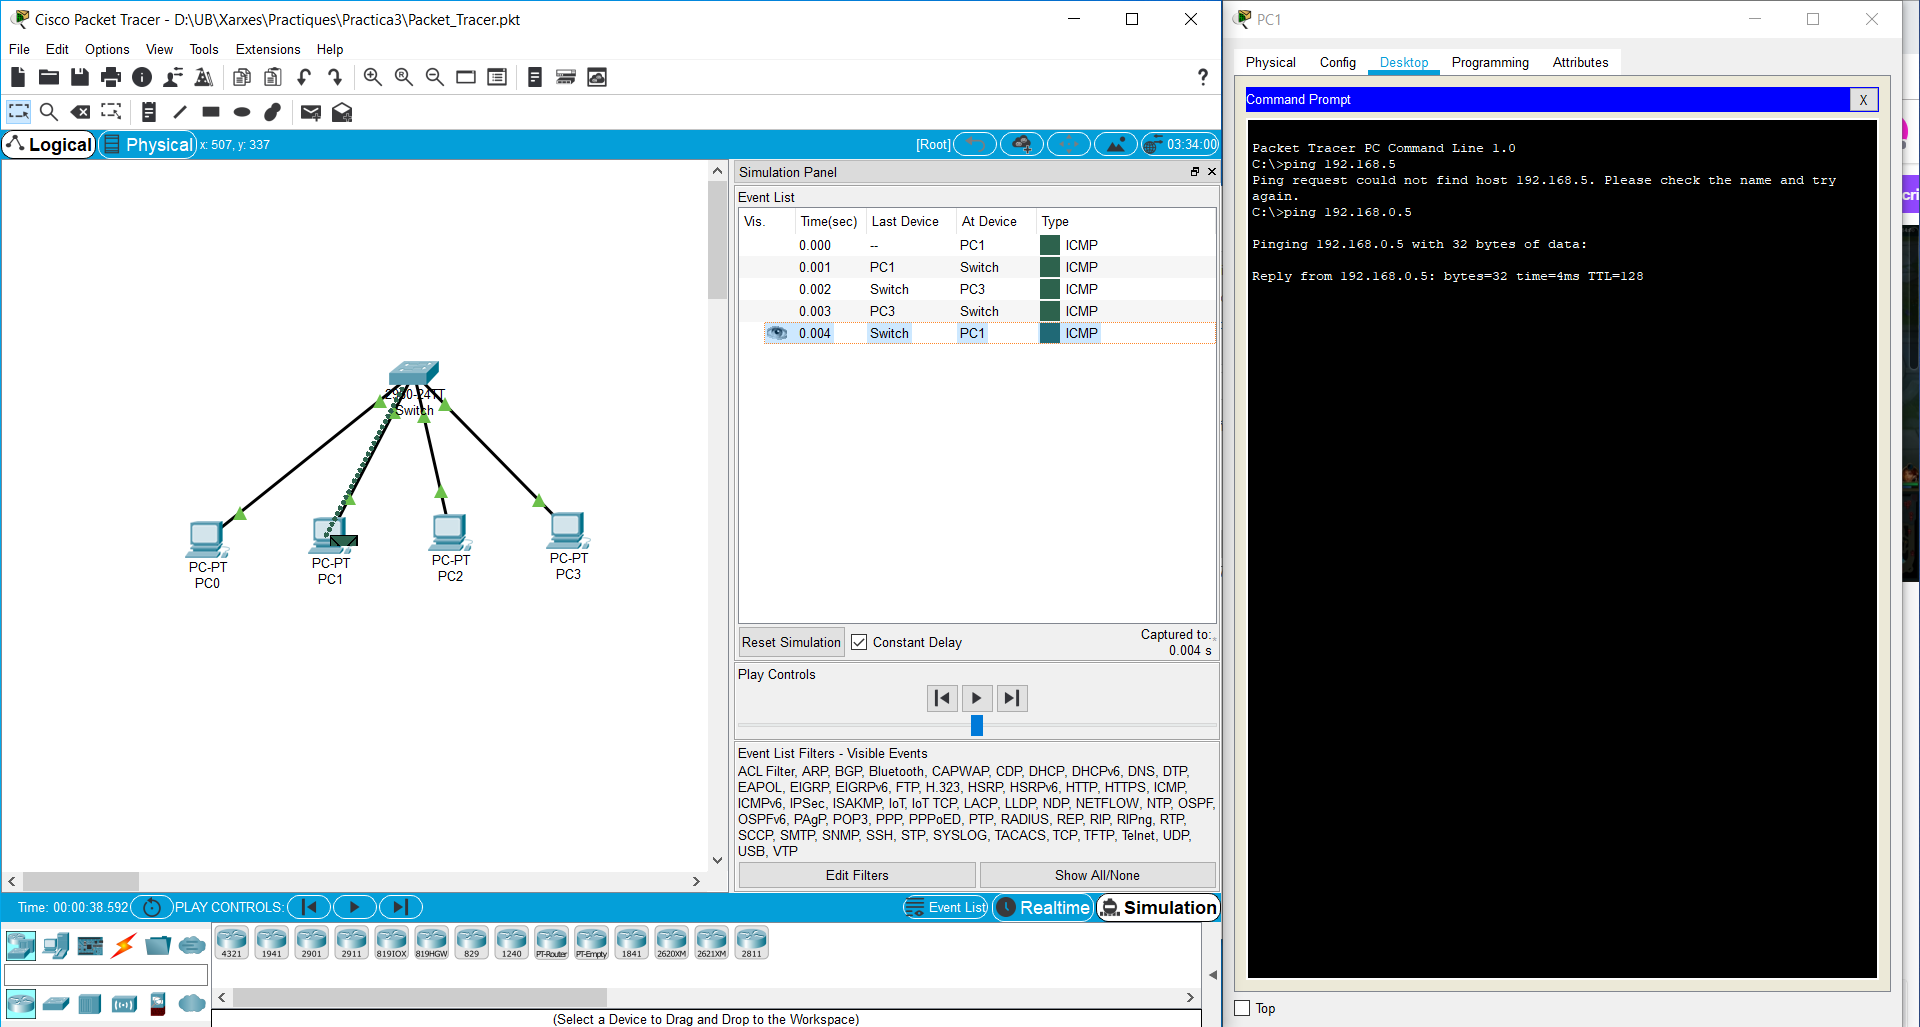 Cisco Packet Tracer - D:\UB\Xarxes\Practiques\Practica3\Packet_Tracer.pkt
File Edit Options View Tools Extensions Help
Logical Physical x: 507, y: 337 [Root] 03:34:00
2950-24TT
Switch
PC-PT
PC0
PC-PT
PC1
PC-PT
PC2
PC-PT
PC3
Simulation Panel
Event List
Vis. Time(sec) Last Device At Device Type
0.000 -- PC1 ICMP
0.001 PC1 Switch ICMP
0.002 Switch PC3 ICMP
0.003 PC3 Switch ICMP
0.004 Switch PC1 ICMP
Reset Simulation Constant Delay Captured to:
0.004 s
Play Controls
Event List Filters - Visible Events
ACL Filter, ARP, BGP, Bluetooth, CAPWAP, CDP, DHCP, DHCPv6, DNS, DTP,
EAPOL, EIGRP, EIGRPv6, FTP, H.323, HSRP, HSRPv6, HTTP, HTTPS, ICMP,
ICMPv6, IPSec, ISAKMP, IoT, IoT TCP, LACP, LLDP, NDP, NETFLOW, NTP, OSPF,
OSPFv6, PAgP, POP3, PPP, PPPoED, PTP, RADIUS, REP, RIP, RIPng, RTP,
SCCP, SMTP, SNMP, SSH, STP, SYSLOG, TACACS, TCP, TFTP, Telnet, UDP,
USB, VTP
Edit Filters Show All/None
Time: 00:00:38.592 PLAY CONTROLS: Event List Realtime Simulation
4321 1941 2901 2911 819IOX 819HGW 829 1240 PT-Router PT-Empty 1841 2620XM 2621XM 2811
(Select a Device to Drag and Drop to the Workspace)
PC1
Physical Config Desktop Programming Attributes
Command Prompt X
Packet Tracer PC Command Line 1.0
C:\>ping 192.168.5
Ping request could not find host 192.168.5. Please check the name and try
again.
C:\>ping 192.168.0.5
Pinging 192.168.0.5 with 32 bytes of data:
Reply from 192.168.0.5: bytes=32 time=4ms TTL=128
Top
cri